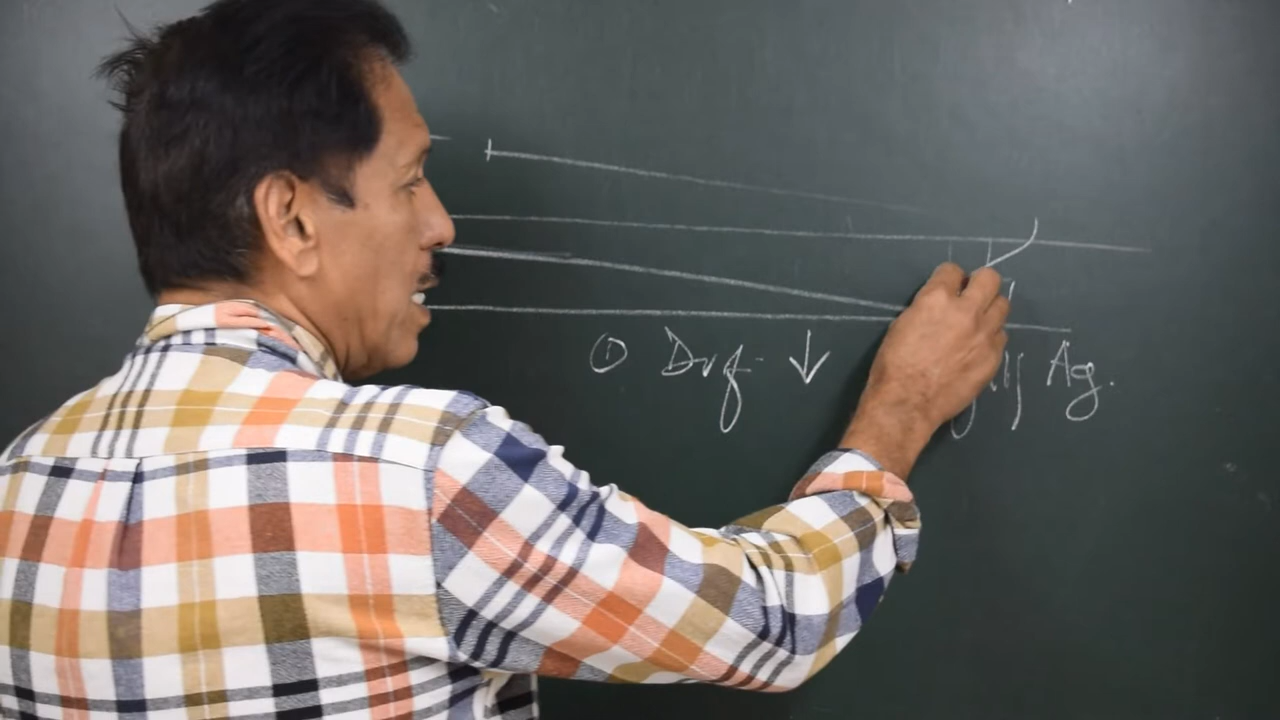 ① Drg ↓ Ag.